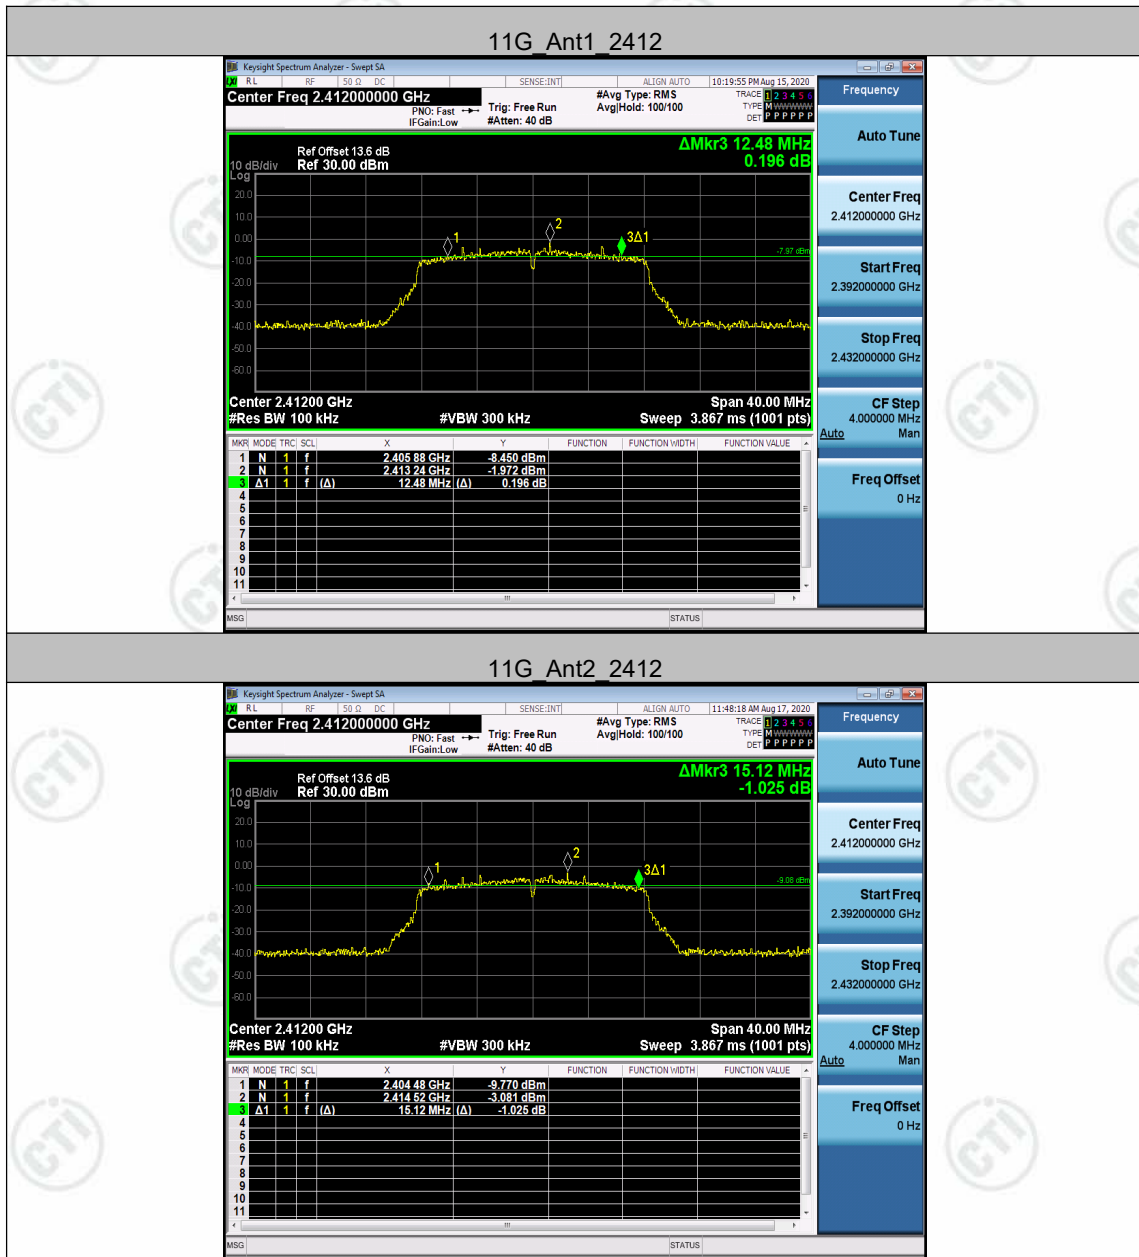 11G_Ant1_2412
Keysight Spectrum Analyzer - Swept SA
RL RF 50 Ω DC SENSE:INT ALIGN AUTO 10:19:55 PM Aug 15, 2020
Center Freq 2.412000000 GHz
PNO: Fast
IFGain:Low
Trig: Free Run
#Atten: 40 dB
#Avg Type: RMS
Avg|Hold: 100/100
TRACE 1 2 3 4 5 6
TYPE M W W W W W
DET P P P P P P
ΔMkr3 12.48 MHz
0.196 dB
Ref Offset 13.6 dB
10 dB/div Ref 30.00 dBm
Log
20.0
10.0
0.00
-10.0
-20.0
-30.0
-40.0
-50.0
-60.0
1
2
3Δ1
-7.97 dBm
Center 2.41200 GHz Span 40.00 MHz
#Res BW 100 kHz #VBW 300 kHz Sweep 3.867 ms (1001 pts)
MKR MODE TRC SCL X Y FUNCTION FUNCTION WIDTH FUNCTION VALUE
1 N 1 f 2.405 88 GHz -8.450 dBm
2 N 1 f 2.413 24 GHz -1.972 dBm
3 Δ1 1 f (Δ) 12.48 MHz (Δ) 0.196 dB
4
5
6
7
8
9
10
11
MSG STATUS
Frequency
Auto Tune
Center Freq
2.412000000 GHz
Start Freq
2.392000000 GHz
Stop Freq
2.432000000 GHz
CF Step
4.000000 MHz
Auto Man
Freq Offset
0 Hz
11G_Ant2_2412
Keysight Spectrum Analyzer - Swept SA
RL RF 50 Ω DC SENSE:INT ALIGN AUTO 11:48:18 AM Aug 17, 2020
Center Freq 2.412000000 GHz
PNO: Fast
IFGain:Low
Trig: Free Run
#Atten: 40 dB
#Avg Type: RMS
Avg|Hold: 100/100
TRACE 1 2 3 4 5 6
TYPE M W W W W W
DET P P P P P P
ΔMkr3 15.12 MHz
-1.025 dB
Ref Offset 13.6 dB
10 dB/div Ref 30.00 dBm
Log
20.0
10.0
0.00
-10.0
-20.0
-30.0
-40.0
-50.0
-60.0
1
2
3Δ1
-9.08 dBm
Center 2.41200 GHz Span 40.00 MHz
#Res BW 100 kHz #VBW 300 kHz Sweep 3.867 ms (1001 pts)
MKR MODE TRC SCL X Y FUNCTION FUNCTION WIDTH FUNCTION VALUE
1 N 1 f 2.404 48 GHz -9.770 dBm
2 N 1 f 2.414 52 GHz -3.081 dBm
3 Δ1 1 f (Δ) 15.12 MHz (Δ) -1.025 dB
4
5
6
7
8
9
10
11
MSG STATUS
Frequency
Auto Tune
Center Freq
2.412000000 GHz
Start Freq
2.392000000 GHz
Stop Freq
2.432000000 GHz
CF Step
4.000000 MHz
Auto Man
Freq Offset
0 Hz
CTI
CTI
CTI
CTI
CTI
CTI
CTI
CTI
CTI
CTI